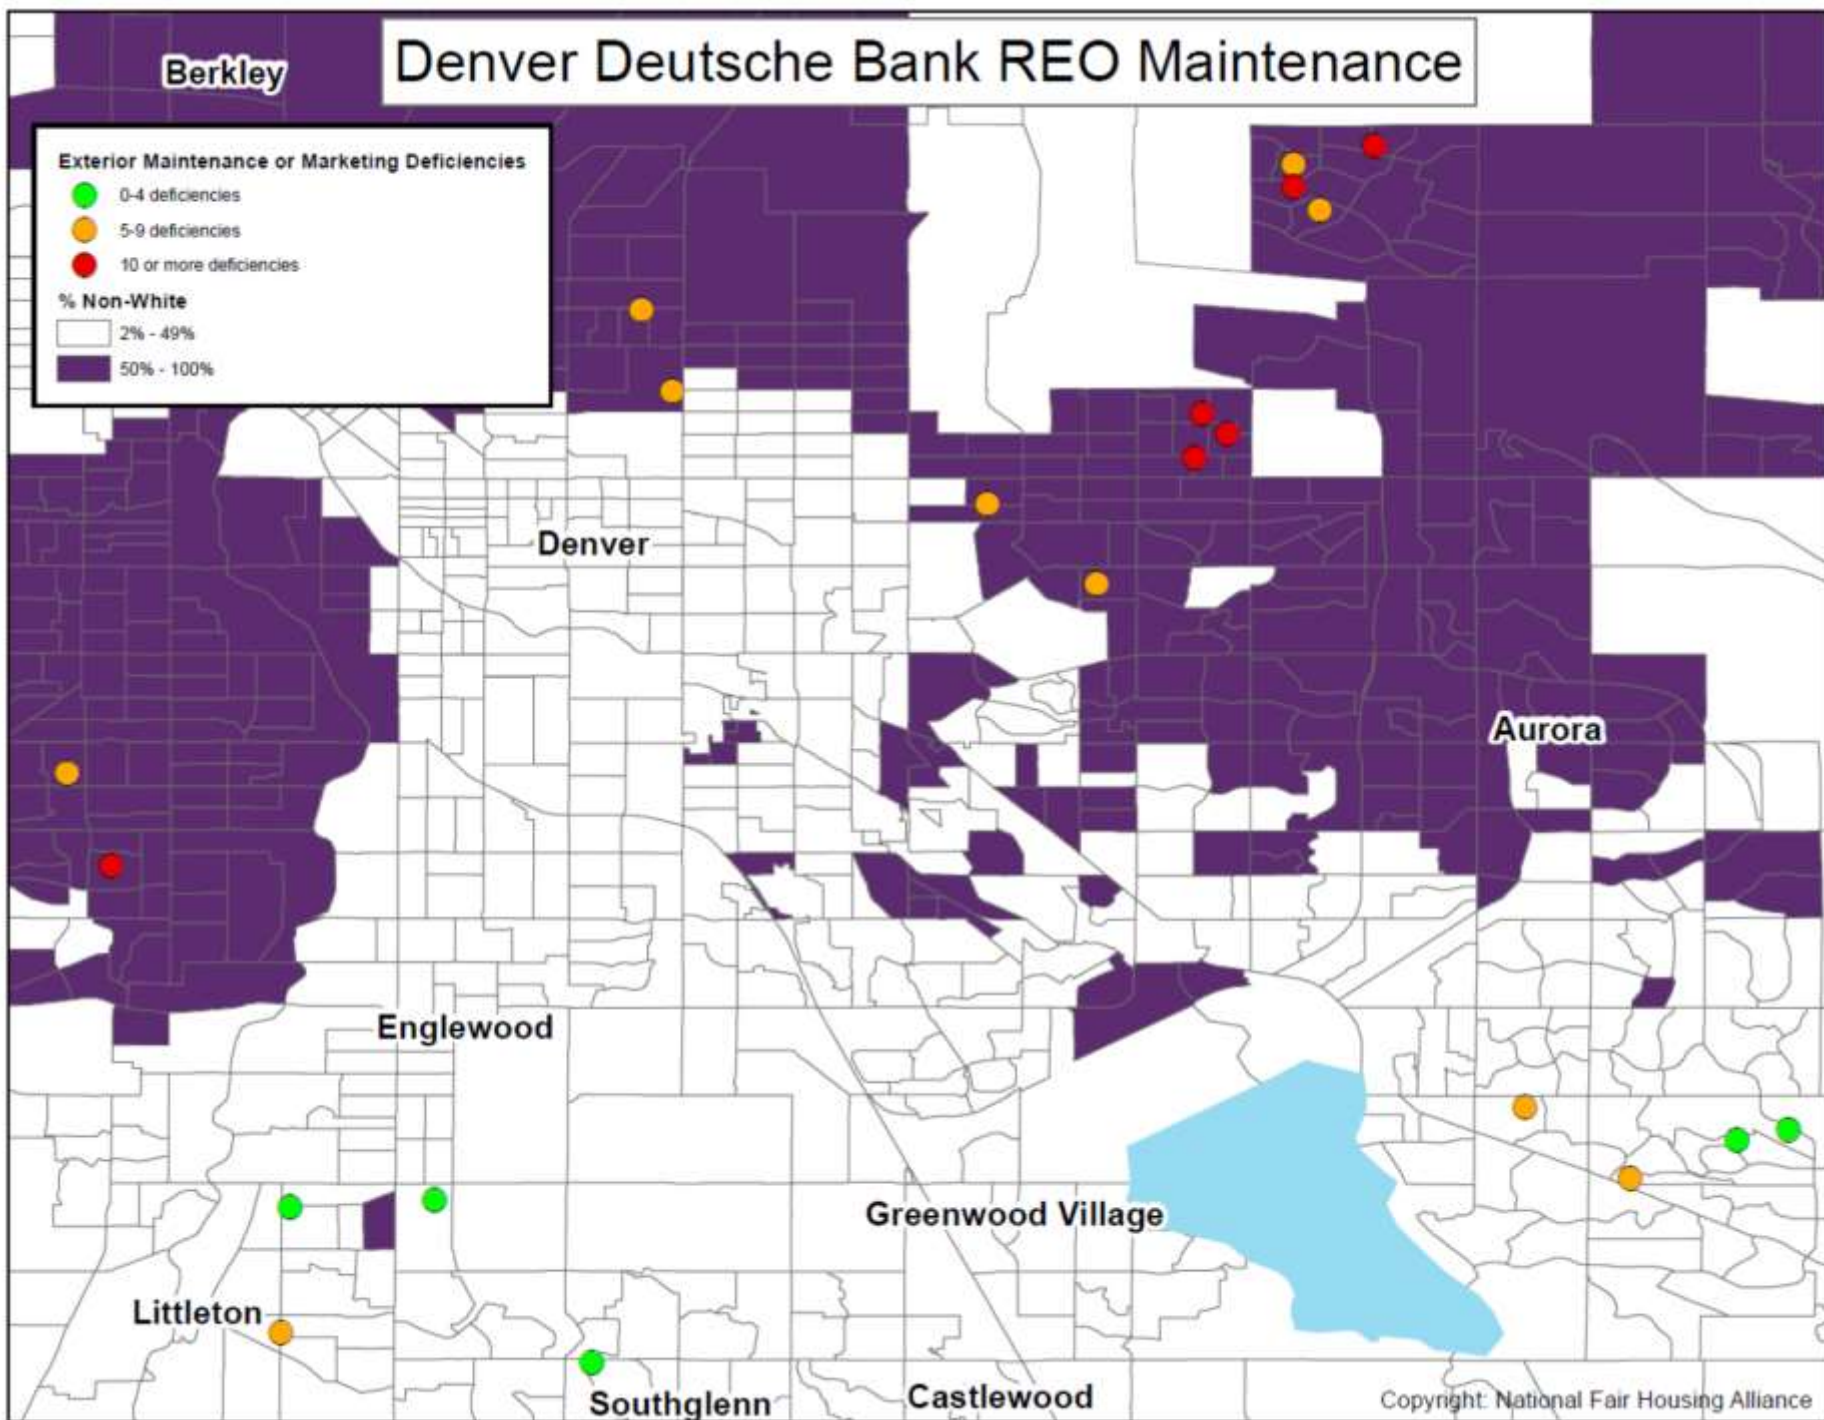 Denver Deutsche Bank REO Maintenance
Berkley
Exterior Maintenance or Marketing Deficiencies
0-4 deficiencies
5-9 deficiencies
10 or more deficiencies
% Non-White
2% - 49%
50% - 100%
Denver
Aurora
Englewood
Greenwood Village
Littleton
Southglenn
Castlewood
Copyright: National Fair Housing Alliance